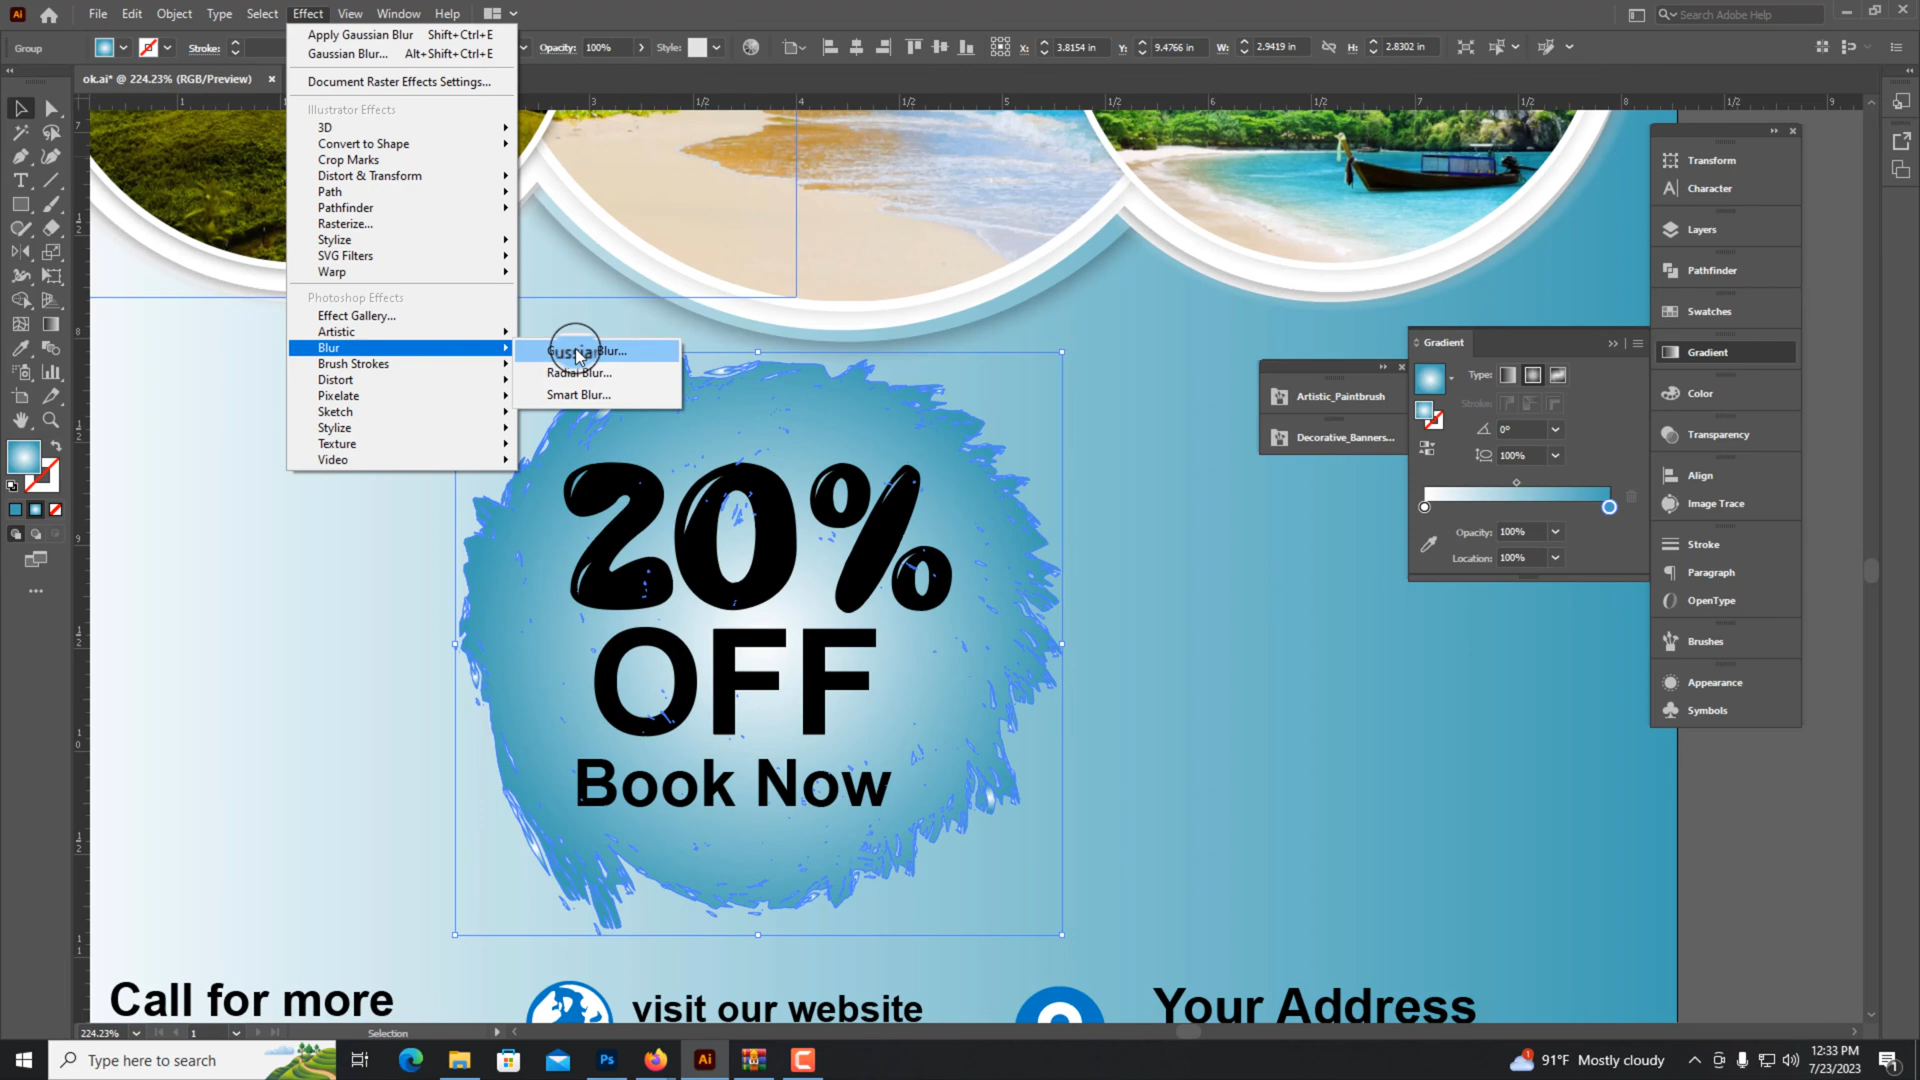 File Edit Object Type Select Effect View Window Help
Search Adobe Help
Group
Stroke:
Opacity: 100%
Style:
X: 3.8154 in
Y: 9.4766 in
W: 2.9419 in
H: 2.8302 in
ok.ai* @ 224.23% (RGB/Preview)
Apply Gaussian Blur Shift+Ctrl+E
Gaussian Blur... Alt+Shift+Ctrl+E
Document Raster Effects Settings...
Illustrator Effects
3D
Convert to Shape
Crop Marks
Distort & Transform
Path
Pathfinder
Rasterize...
Stylize
SVG Filters
Warp
Photoshop Effects
Effect Gallery...
Artistic
Blur
Brush Strokes
Distort
Pixelate
Sketch
Stylize
Texture
Video
Gaussian Blur...
Radial Blur...
Smart Blur...
20%
OFF
Book Now
Call for more
visit our website
Your Address
Artistic_Paintbrush
Decorative_Banners...
Gradient
Type:
Stroke:
0°
100%
Opacity: 100%
Location: 100%
Transform
Character
Layers
Pathfinder
Swatches
Gradient
Color
Transparency
Align
Image Trace
Stroke
Paragraph
OpenType
Brushes
Appearance
Symbols
224.23%
1
Selection
Type here to search
91°F Mostly cloudy
12:33 PM
7/23/2023